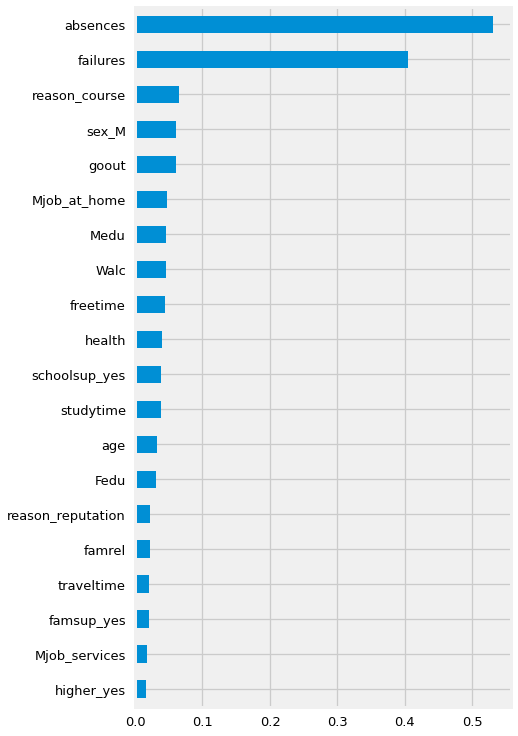 absences
failures
reason_course
sex_M
goout
Mjob_at_home
Medu
Walc
freetime
health
schoolsup_yes
studytime
age
Fedu
reason_reputation
famrel
traveltime
famsup_yes
Mjob_services
higher_yes
0.0 0.1 0.2 0.3 0.4 0.5